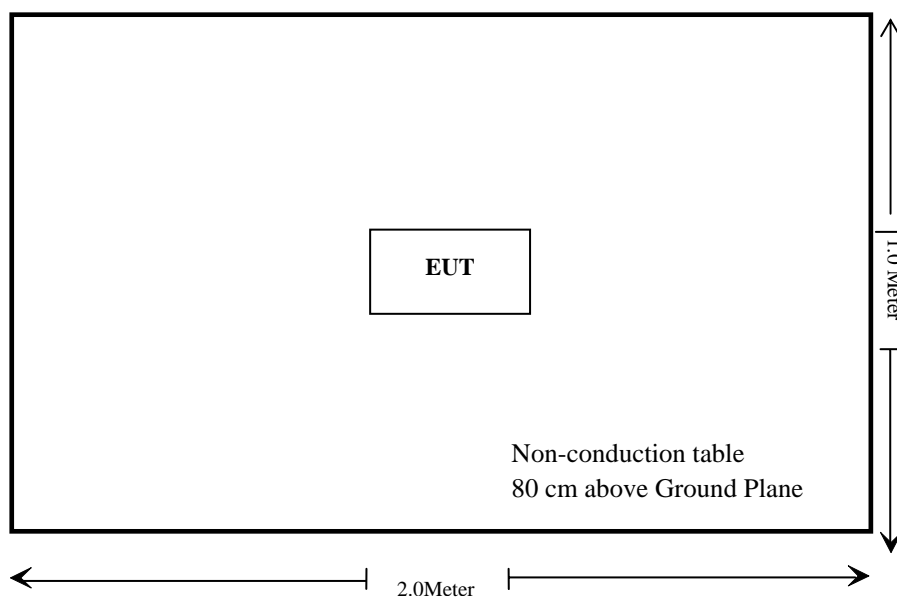 EUT
1.0 Meter
Non-conduction table
80 cm above Ground Plane
2.0Meter